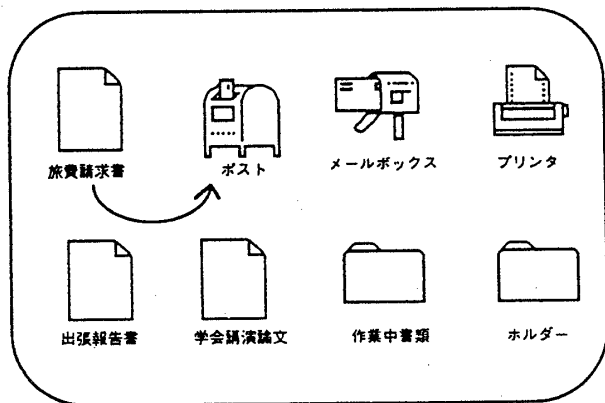 旅費請求書
ポスト
メールボックス
プリンタ
出張報告書
学会講演論文
作業中書類
ホルダー